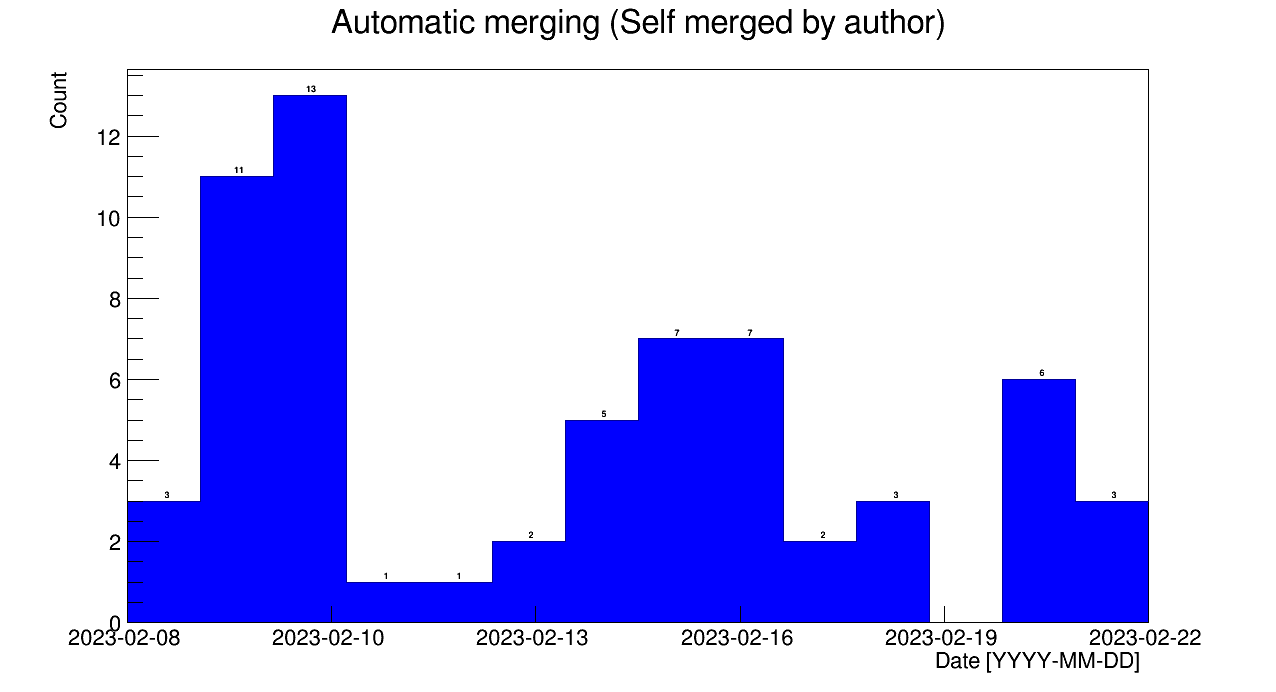 Automatic merging (Self merged by author)
Count
13
12
11
10
8
7 7
6
6
5
4
3 3 3
2 2
2
1 1
0
2023-02-08 2023-02-10 2023-02-13 2023-02-16 2023-02-19 2023-02-22
Date [YYYY-MM-DD]